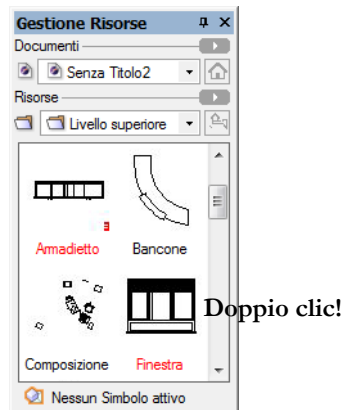 Gestione Risorse
Documenti
Senza Titolo2
Risorse
Livello superiore
Armadietto Bancone
Doppio clic!
Composizione Finestra
Nessun Simbolo attivo